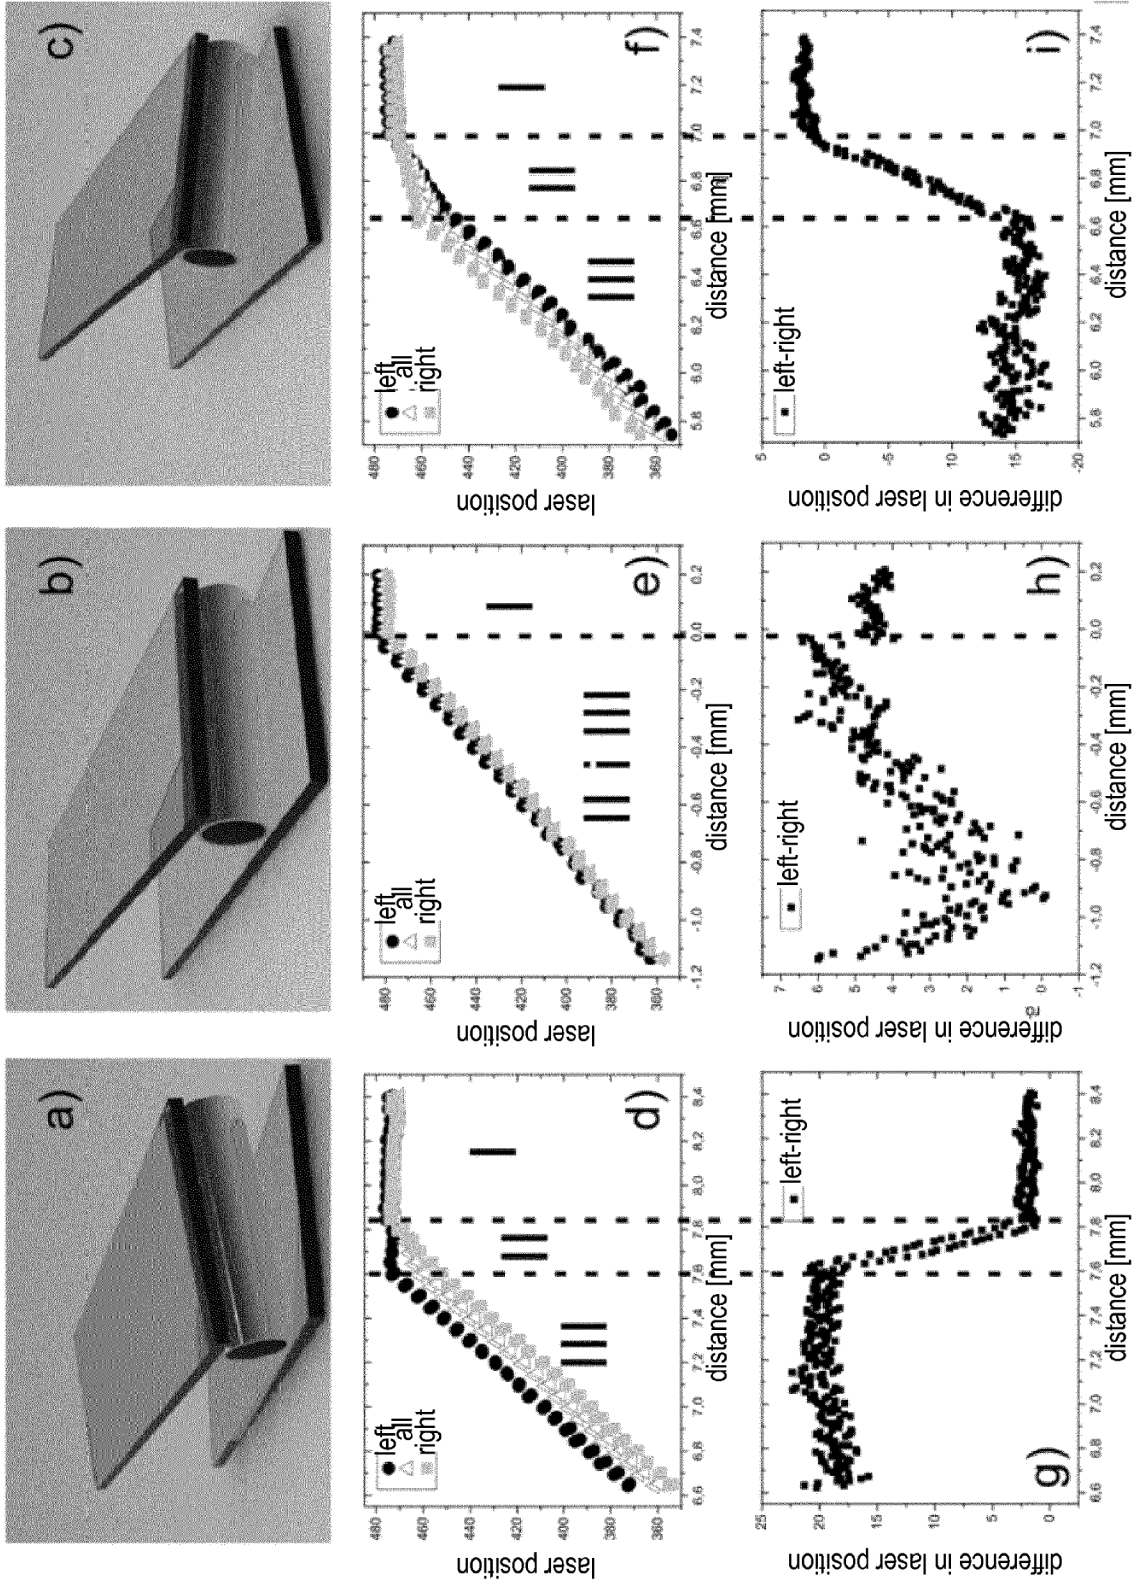 a)
b)
c)
d)
laser position
480
460
440
420
400
380
360
left
all
right
III
II
I
6.6 6.8 7.0 7.2 7.4 7.6 7.8 8.0 8.2 8.4
distance [mm]
e)
laser position
480
460
440
420
400
380
360
left
all
right
III
I
-1.2 -1.0 -0.8 -0.6 -0.4 -0.2 0.0 0.2
distance [mm]
f)
laser position
480
460
440
420
400
380
360
left
all
right
III
II
I
5.8 6.0 6.2 6.4 6.6 6.8 7.0 7.2 7.4
distance [mm]
g)
difference in laser position
25
20
15
10
5
0
left-right
6.6 6.8 7.0 7.2 7.4 7.6 7.8 8.0 8.2 8.4
distance [mm]
h)
difference in laser position
7
6
5
4
3
2
1
0
-1
left-right
-1.2 -1.0 -0.8 -0.6 -0.4 -0.2 0.0 0.2
distance [mm]
i)
difference in laser position
5
0
-5
-10
-15
-20
left-right
5.8 6.0 6.2 6.4 6.6 6.8 7.0 7.2 7.4
distance [mm]